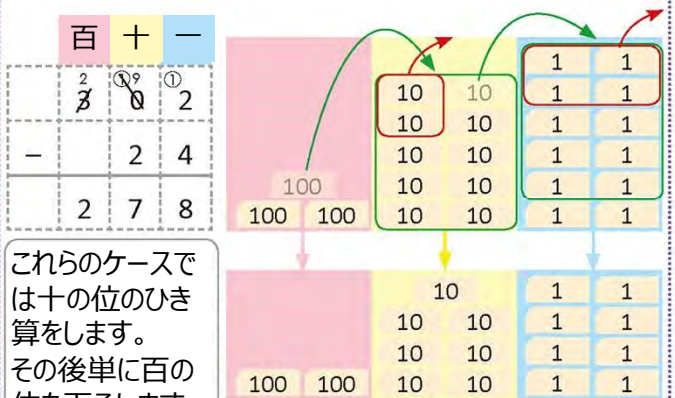 百 十 一
2 ①9 ①
3 0 2
− 2 4
2 7 8
これらのケースで
は十の位のひき
算をします。
その後単に百の
1 1
10 10 1 1
10 10 1 1
10 10 1 1
100 10 10 1 1
100 100 10 10 1 1
10 1 1
10 10 1 1
10 10 1 1
100 100 10 10 1 1